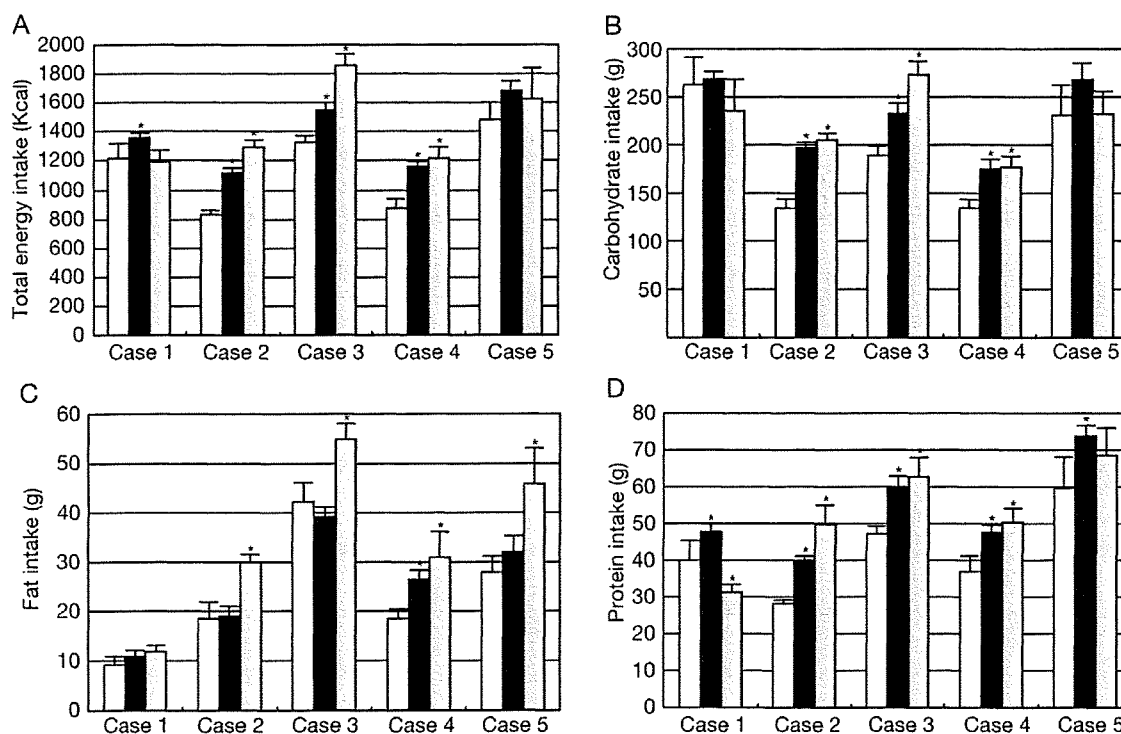 A
Total energy intake (Kcal)
2000
1800
1600
1400
1200
1000
800
600
400
200
0
* * * * * *
Case 1 Case 2 Case 3 Case 4 Case 5
B
Carbohydrate intake (g)
300
250
200
150
100
50
* * * * *
Case 1 Case 2 Case 3 Case 4 Case 5
C
Fat intake (g)
60
50
40
30
20
10
0
* * * *
Case 1 Case 2 Case 3 Case 4 Case 5
D
Protein intake (g)
80
70
60
50
40
30
20
10
0
* * * * * * * *
Case 1 Case 2 Case 3 Case 4 Case 5